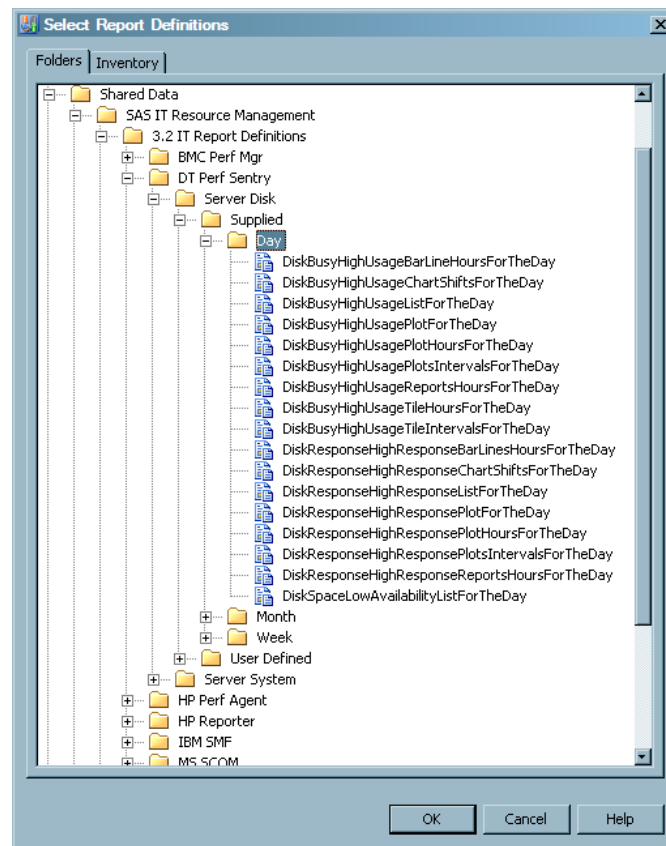 Select Report Definitions
Folders Inventory
Shared Data
SAS IT Resource Management
3.2 IT Report Definitions
BMC Perf Mgr
DT Perf Sentry
Server Disk
Supplied
Day
DiskBusyHighUsageBarLineHoursForTheDay
DiskBusyHighUsageChartShiftsForTheDay
DiskBusyHighUsageListForTheDay
DiskBusyHighUsagePlotForTheDay
DiskBusyHighUsagePlotHoursForTheDay
DiskBusyHighUsagePlotsIntervalsForTheDay
DiskBusyHighUsageReportsHoursForTheDay
DiskBusyHighUsageTileHoursForTheDay
DiskBusyHighUsageTileIntervalsForTheDay
DiskResponseHighResponseBarLinesHoursForTheDay
DiskResponseHighResponseChartShiftsForTheDay
DiskResponseHighResponseListForTheDay
DiskResponseHighResponsePlotForTheDay
DiskResponseHighResponsePlotHoursForTheDay
DiskResponseHighResponsePlotsIntervalsForTheDay
DiskResponseHighResponseReportsHoursForTheDay
DiskSpaceLowAvailabilityListForTheDay
Month
Week
User Defined
Server System
HP Perf Agent
HP Reporter
IBM SMF
MS SCOM
OK Cancel Help